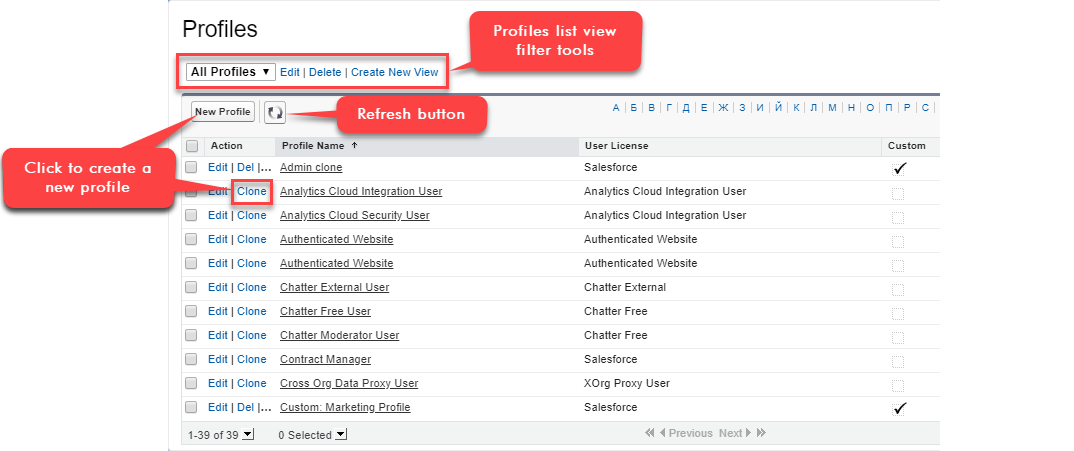 Profiles
Profiles list view
filter tools
All Profiles ▼ Edit | Delete | Create New View
New Profile
Refresh button
А | Б | В | Г | Д | Е | Ж | З | И | Й | К | Л | М | Н | О | П | Р | С |
Action Profile Name ↑ User License Custom
Click to create a
new profile
Edit | Del |... Admin clone Salesforce ✓
Edit | Clone Analytics Cloud Integration User Analytics Cloud Integration User
Edit | Clone Analytics Cloud Security User Analytics Cloud Integration User
Edit | Clone Authenticated Website Authenticated Website
Edit | Clone Authenticated Website Authenticated Website
Edit | Clone Chatter External User Chatter External
Edit | Clone Chatter Free User Chatter Free
Edit | Clone Chatter Moderator User Chatter Free
Edit | Clone Contract Manager Salesforce
Edit | Clone Cross Org Data Proxy User XOrg Proxy User
Edit | Del |... Custom: Marketing Profile Salesforce ✓
1-39 of 39 0 Selected Previous Next